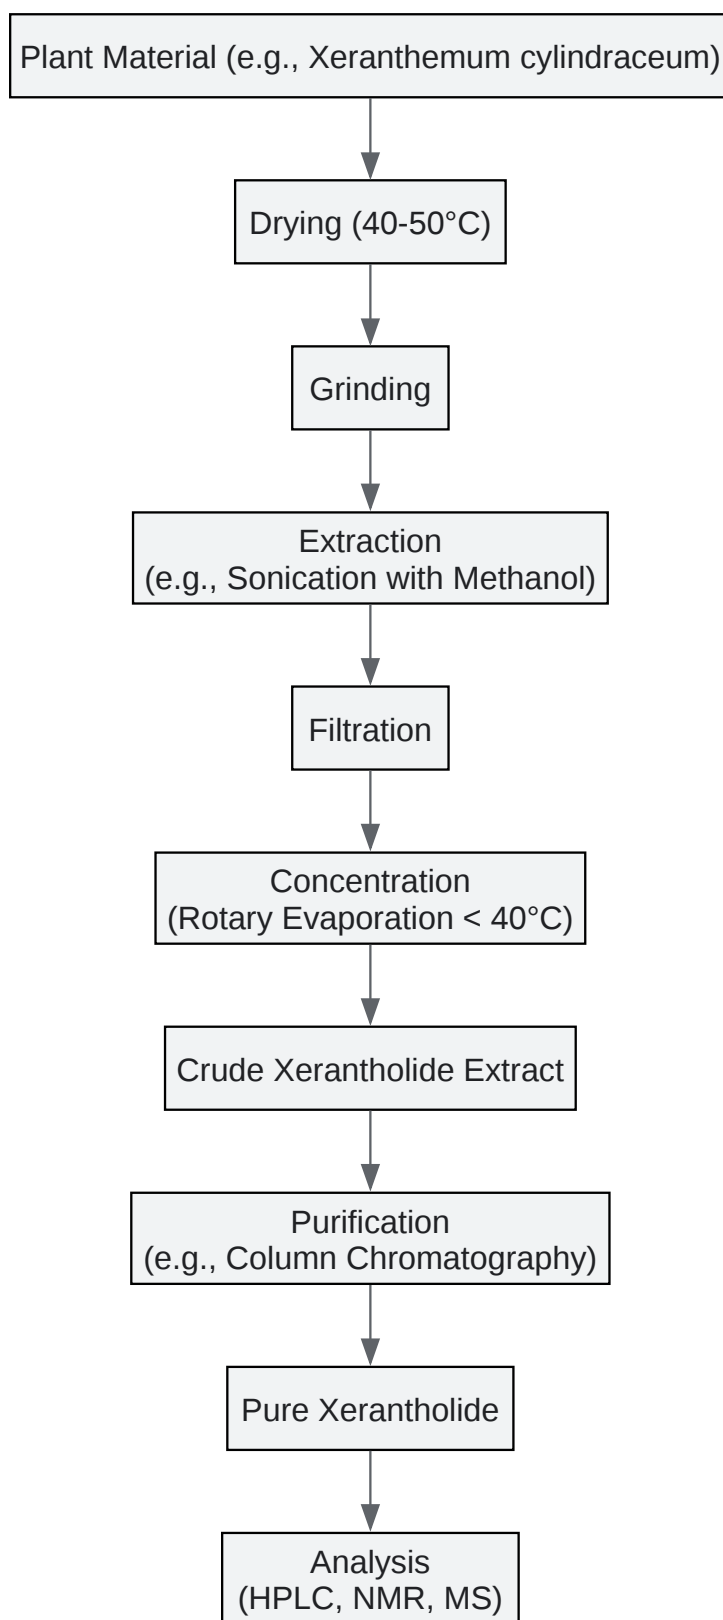 Plant Material (e.g., Xeranthemum cylindraceum)
Drying (40-50°C)
Grinding
Extraction
(e.g., Sonication with Methanol)
Filtration
Concentration
(Rotary Evaporation < 40°C)
Crude Xerantholide Extract
Purification
(e.g., Column Chromatography)
Pure Xerantholide
Analysis
(HPLC, NMR, MS)